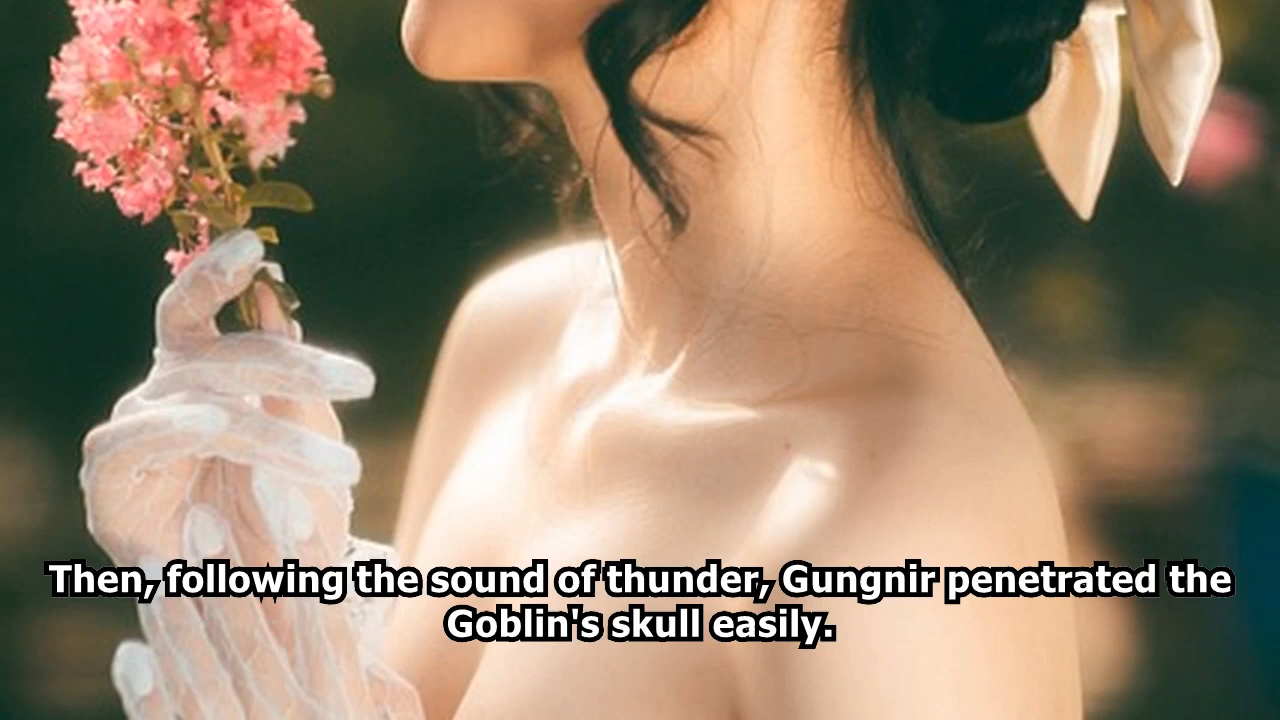 Then, following the sound of thunder, Gungnir penetrated the
Goblin's skull easily.